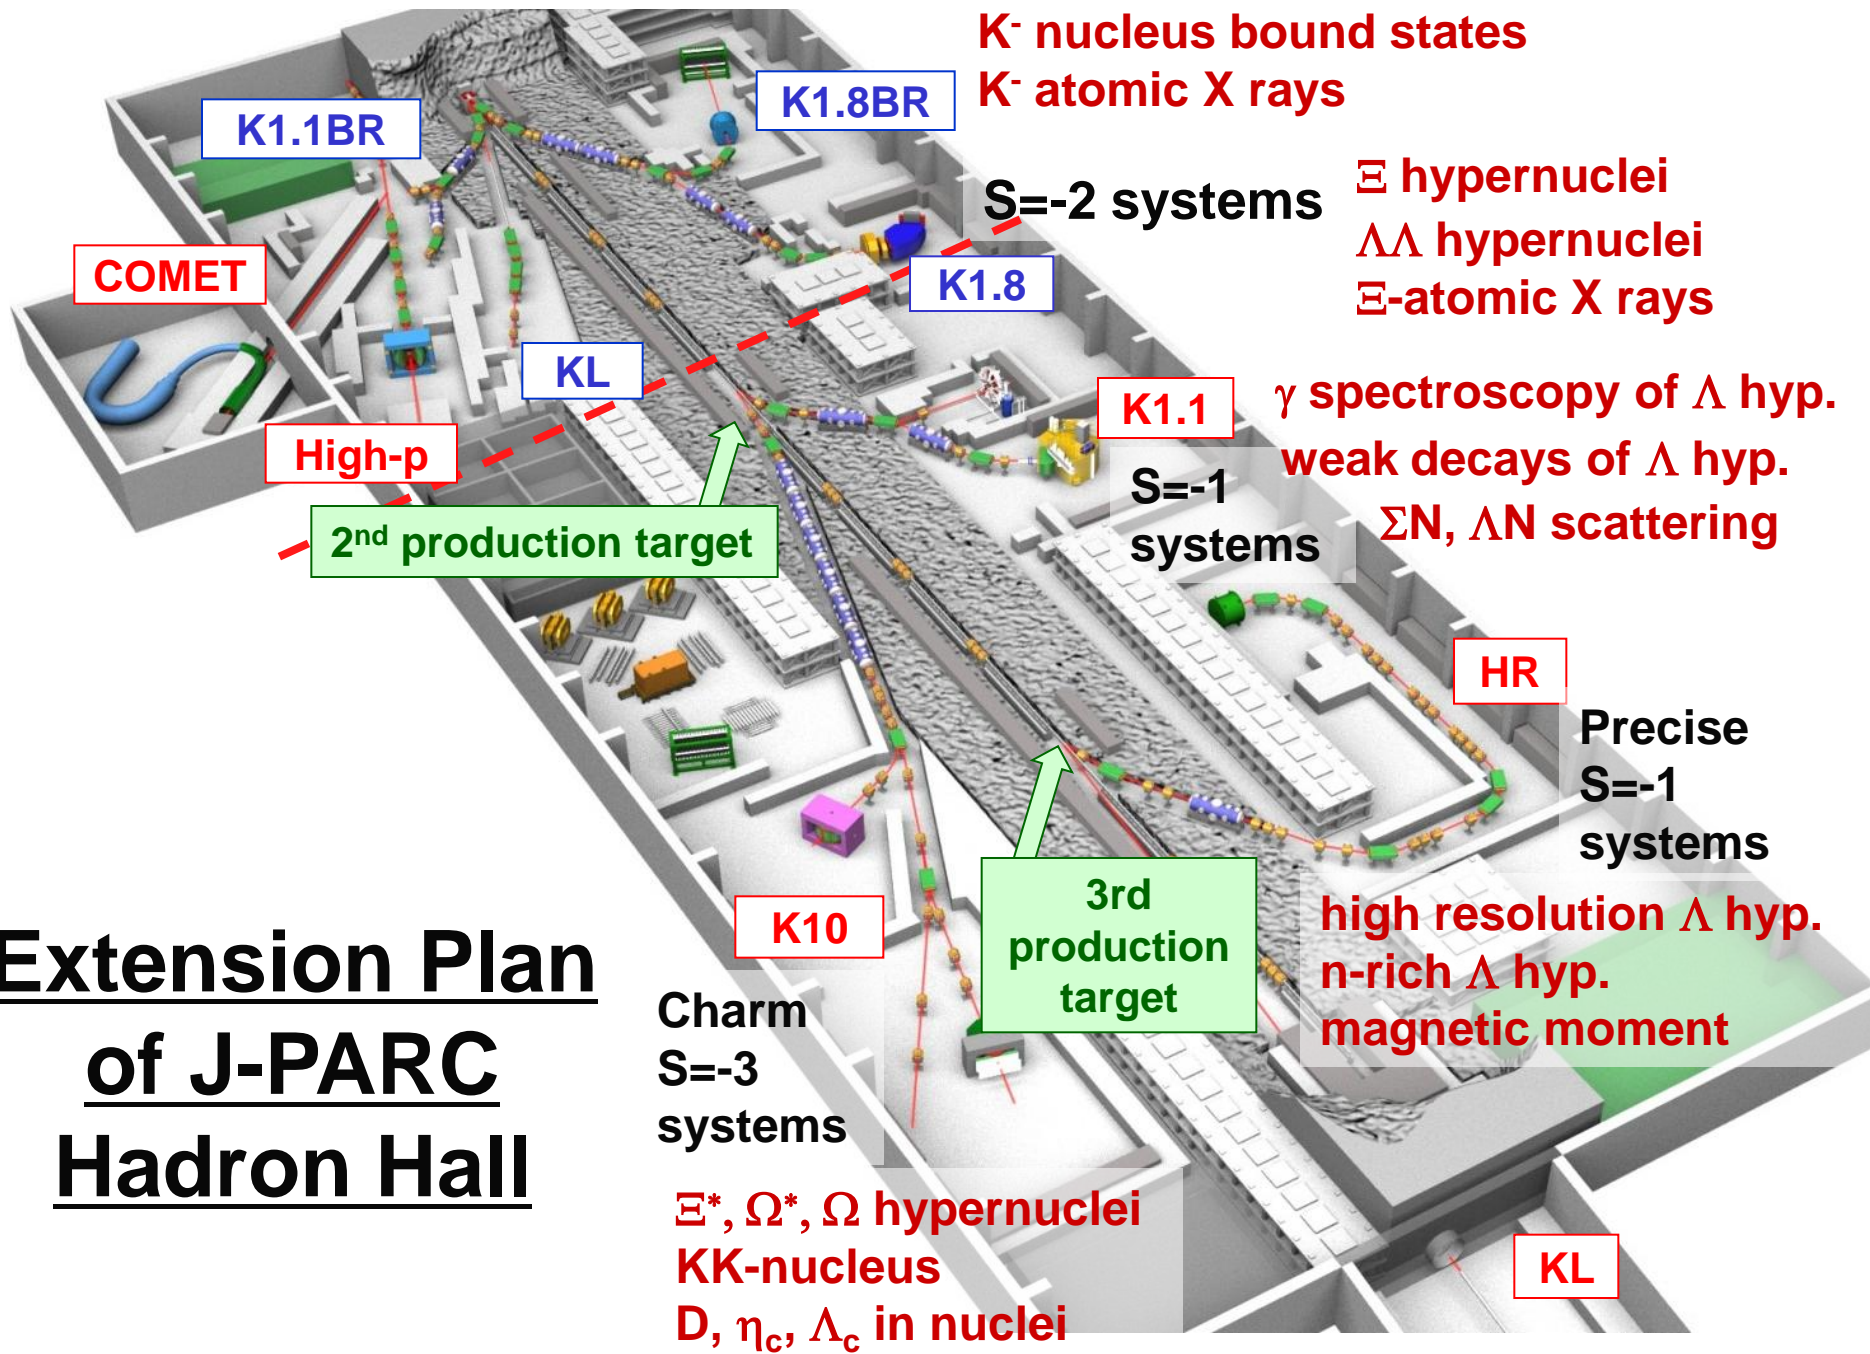 K- nucleus bound states
K- atomic X rays
K1.8BR
K1.1BR
S=-2 systems
Ξ hypernuclei
ΛΛ hypernuclei
Ξ-atomic X rays
COMET
K1.8
KL
K1.1
γ spectroscopy of Λ hyp.
weak decays of Λ hyp.
ΣN, ΛN scattering
High-p
S=-1
systems
2nd production target
HR
Precise
S=-1
systems
high resolution Λ hyp.
n-rich Λ hyp.
magnetic moment
3rd
production
target
K10
Extension Plan
of J-PARC
Hadron Hall
Charm
S=-3
systems
Ξ*, Ω*, Ω hypernuclei
KK-nucleus
D, ηc, Λc in nuclei
KL